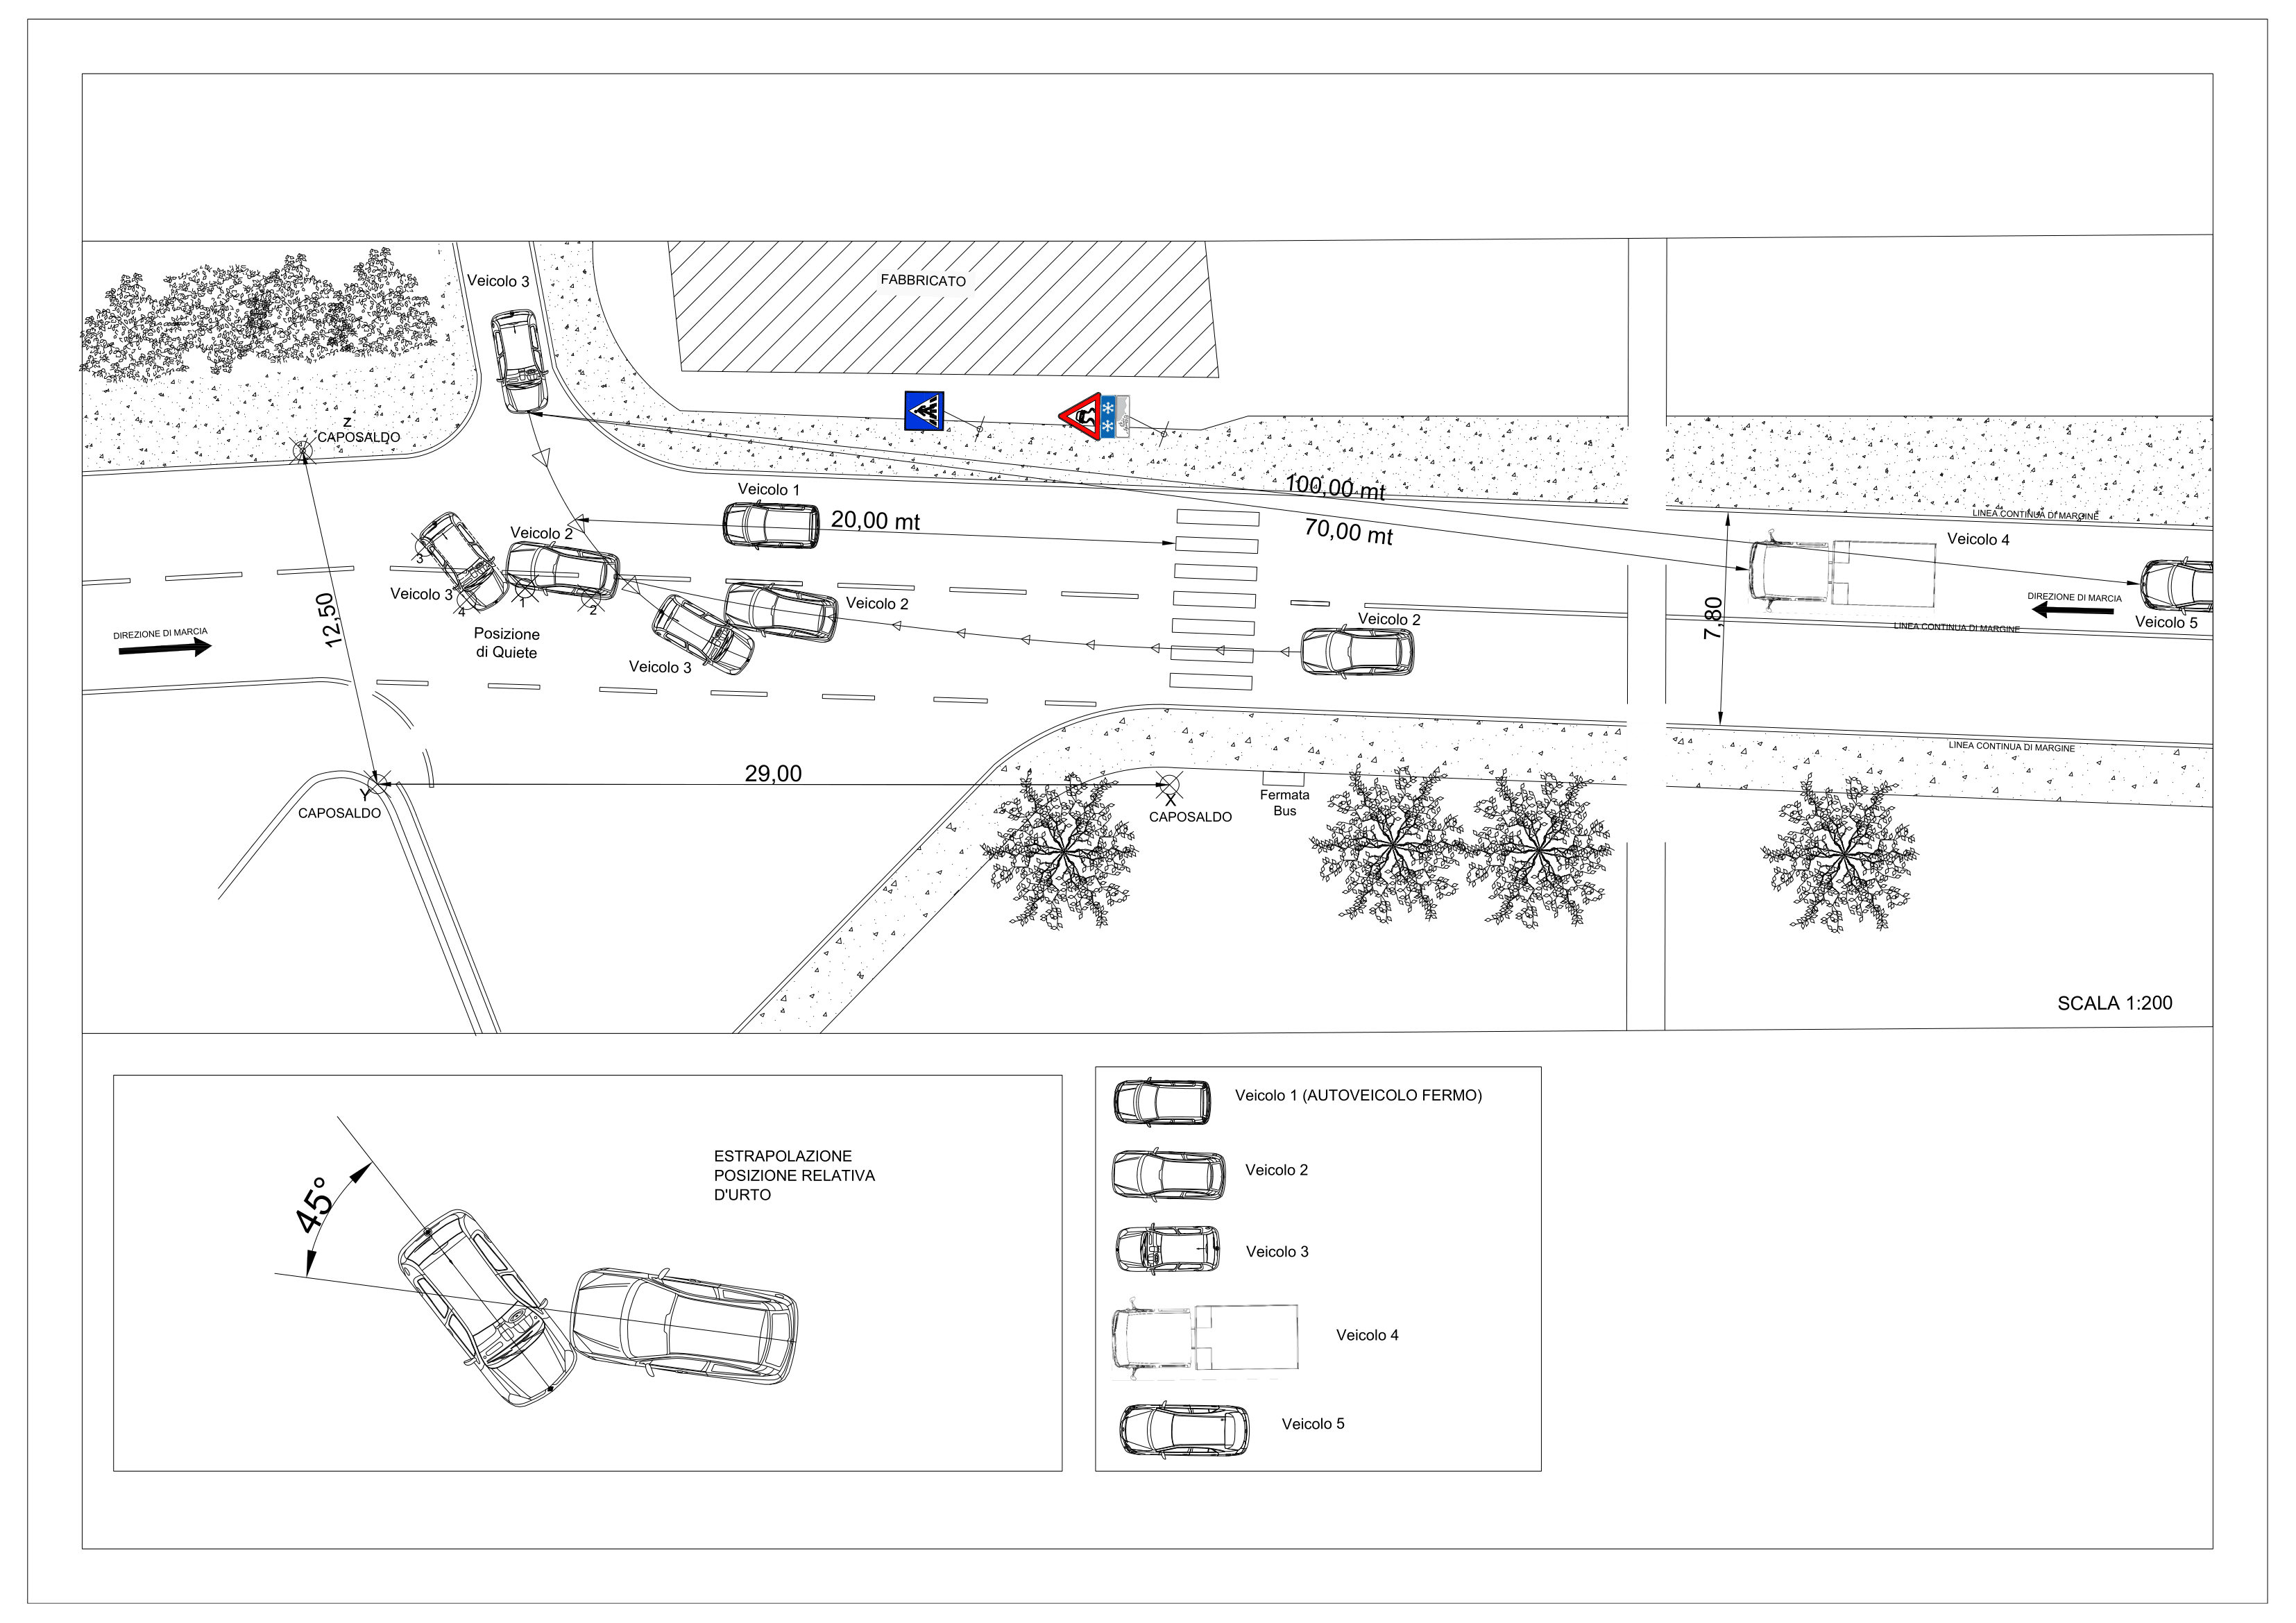 Veicolo 3
FABBRICATO
Z
CAPOSALDO
Veicolo 1
20,00 mt
100,00 mt
70,00 mt
LINEA CONTINUA DI MARGINE
Veicolo 4
Veicolo 2
3
Veicolo 3
4
1
2
Veicolo 2
Veicolo 2
12,50
7,80
DIREZIONE DI MARCIA
DIREZIONE DI MARCIA
LINEA CONTINUA DI MARGINE
Veicolo 5
Posizione
di Quiete
Veicolo 3
LINEA CONTINUA DI MARGINE
29,00
Y
CAPOSALDO
X
CAPOSALDO
Fermata
Bus
SCALA 1:200
45°
ESTRAPOLAZIONE
POSIZIONE RELATIVA
D'URTO
Veicolo 1 (AUTOVEICOLO FERMO)
Veicolo 2
Veicolo 3
Veicolo 4
Veicolo 5